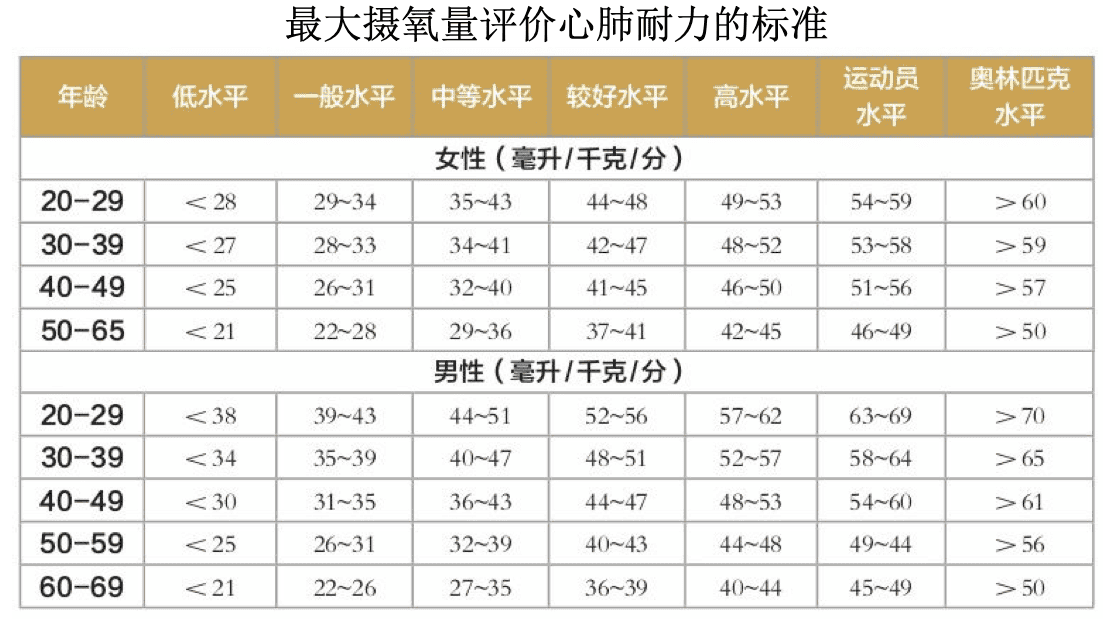 最大摄氧量评价心肺耐力的标准
年龄 低水平 一般水平 中等水平 较好水平 高水平 运动员水平 奥林匹克水平
女性（毫升/千克/分）
20-29 <28 29~34 35~43 44~48 49~53 54~59 >60
30-39 <27 28~33 34~41 42~47 48~52 53~58 >59
40-49 <25 26~31 32~40 41~45 46~50 51~56 >57
50-65 <21 22~28 29~36 37~41 42~45 46~49 >50
男性（毫升/千克/分）
20-29 <38 39~43 44~51 52~56 57~62 63~69 >70
30-39 <34 35~39 40~47 48~51 52~57 58~64 >65
40-49 <30 31~35 36~43 44~47 48~53 54~60 >61
50-59 <25 26~31 32~39 40~43 44~48 49~44 >56
60-69 <21 22~26 27~35 36~39 40~44 45~49 >50